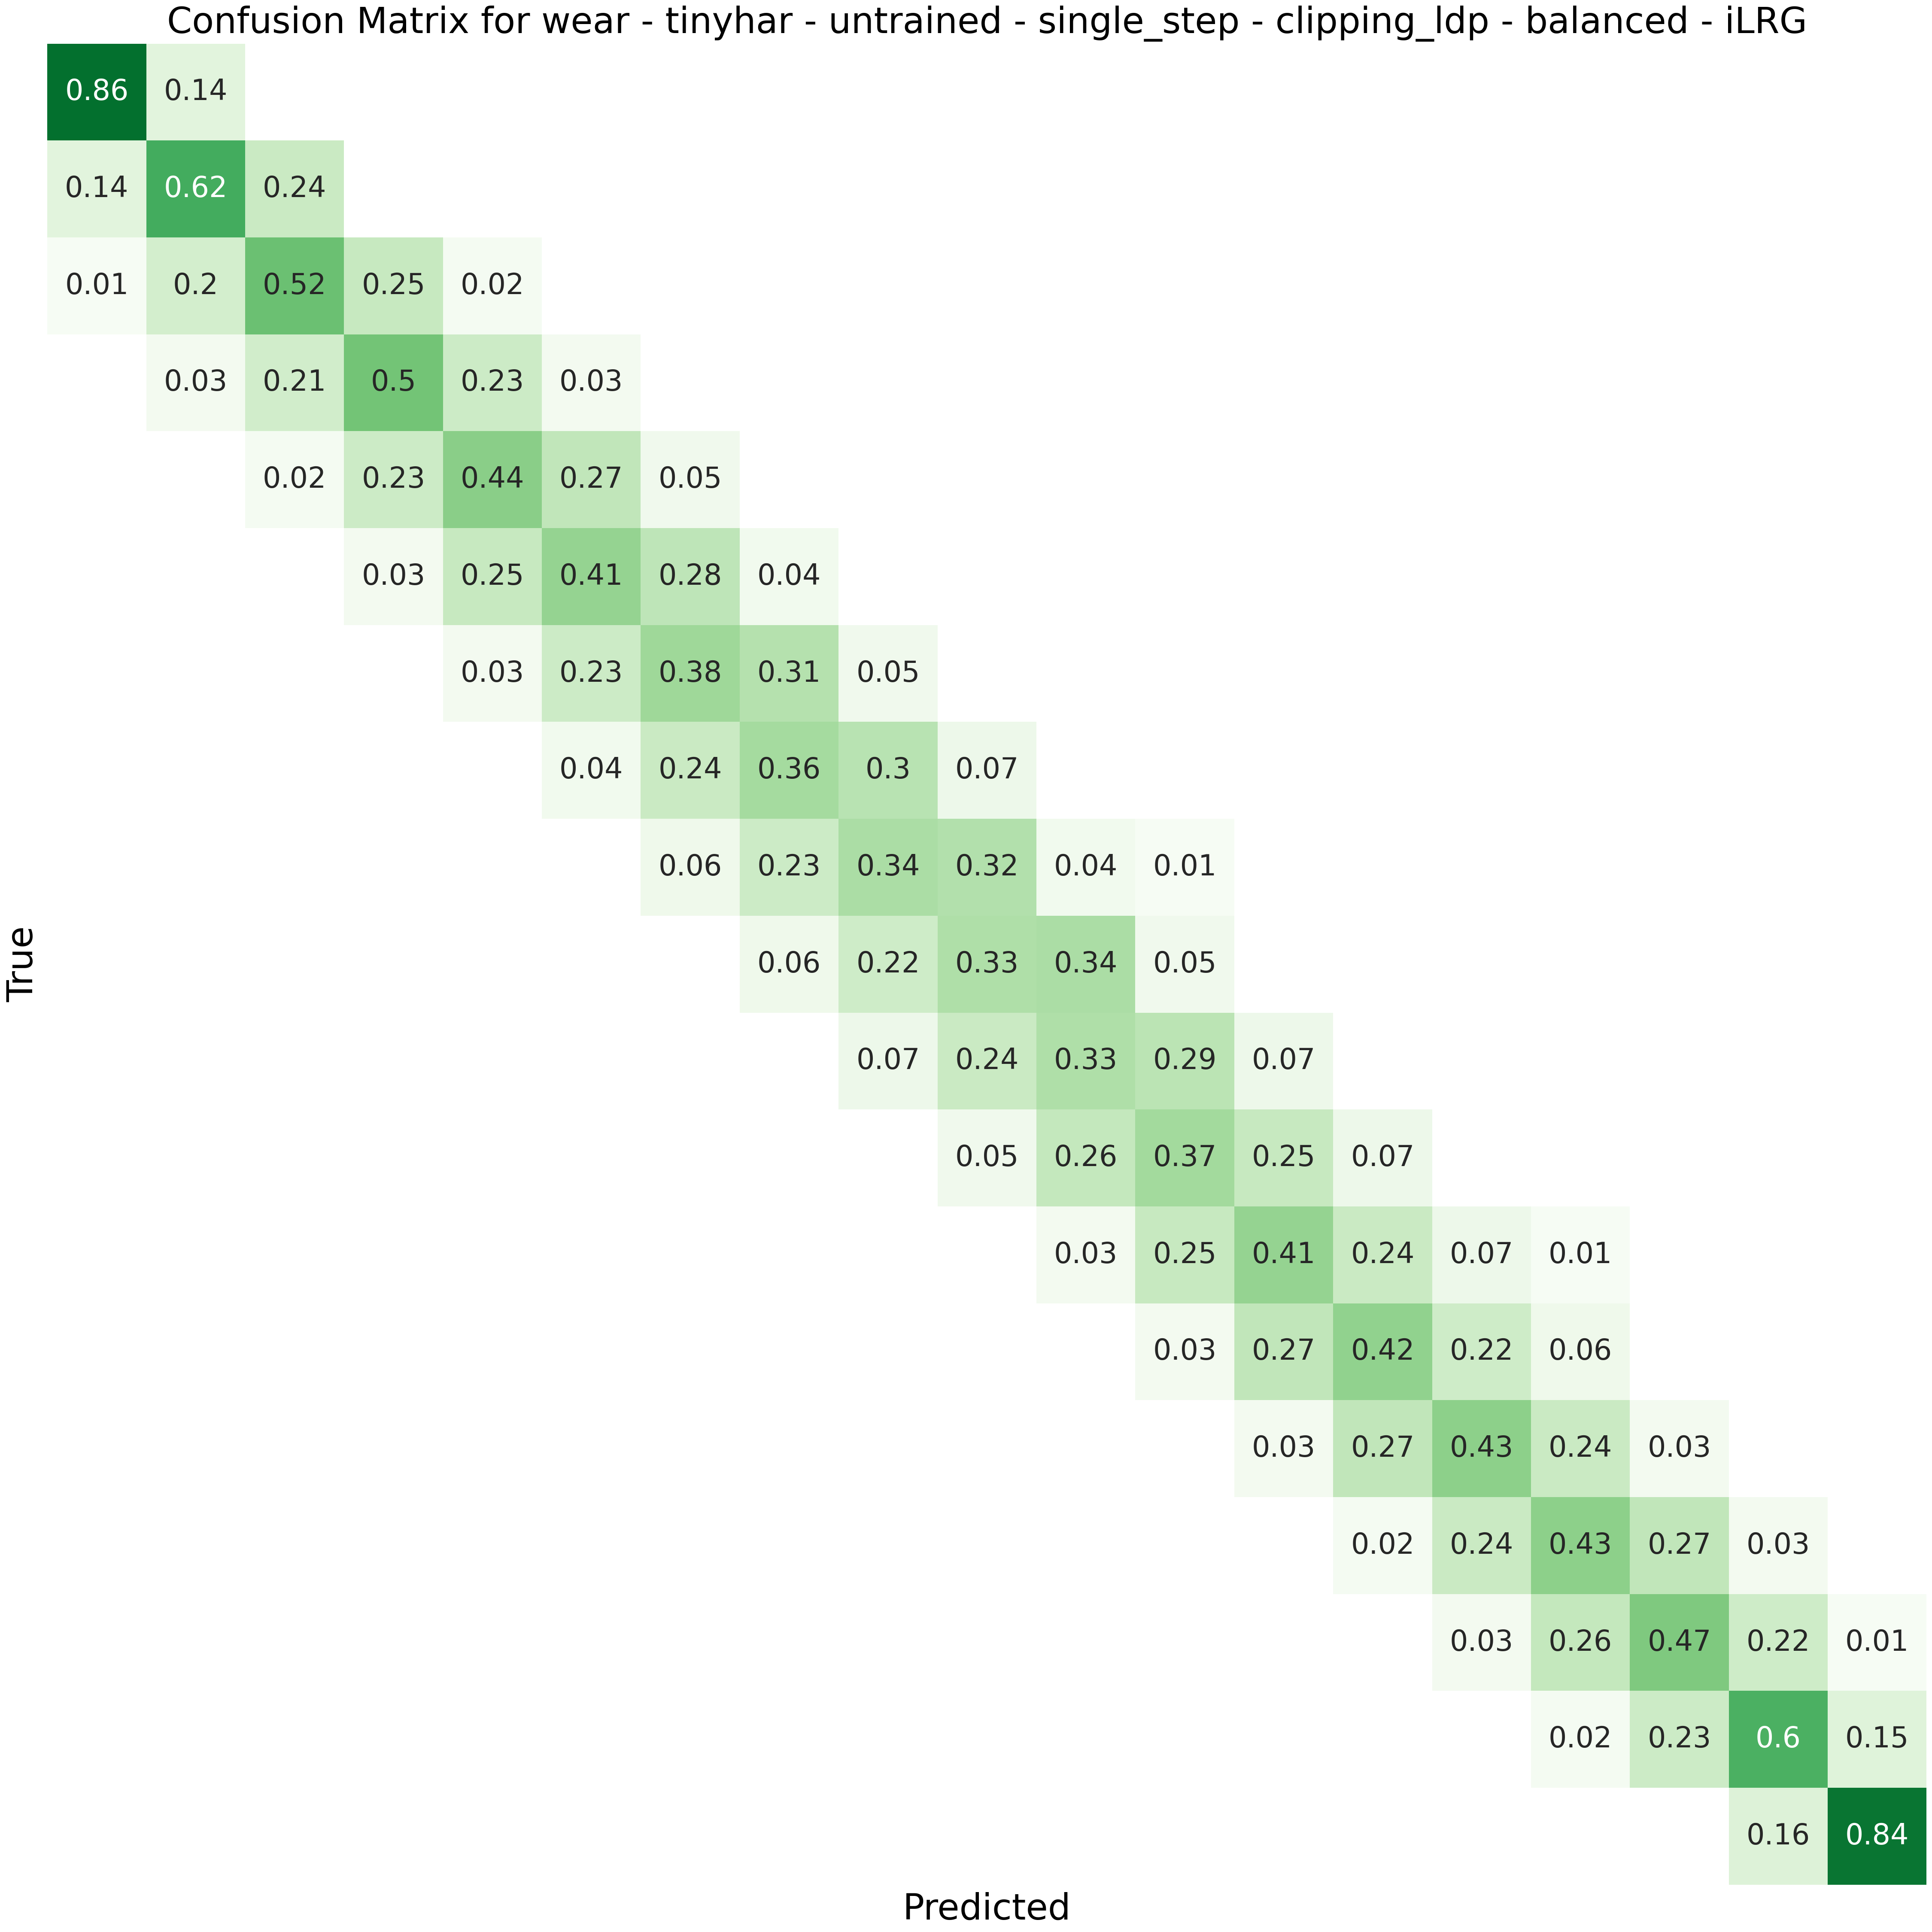 Confusion Matrix for wear - tinyhar - untrained - single_step - clipping_ldp - balanced - iLRG
0.86 0.14
0.14 0.62 0.24
0.01 0.2 0.52 0.25 0.02
0.03 0.21 0.5 0.23 0.03
0.02 0.23 0.44 0.27 0.05
0.03 0.25 0.41 0.28 0.04
0.03 0.23 0.38 0.31 0.05
0.04 0.24 0.36 0.3 0.07
0.06 0.23 0.34 0.32 0.04 0.01
True
0.06 0.22 0.33 0.34 0.05
0.07 0.24 0.33 0.29 0.07
0.05 0.26 0.37 0.25 0.07
0.03 0.25 0.41 0.24 0.07 0.01
0.03 0.27 0.42 0.22 0.06
0.03 0.27 0.43 0.24 0.03
0.02 0.24 0.43 0.27 0.03
0.03 0.26 0.47 0.22 0.01
0.02 0.23 0.6 0.15
0.16 0.84
Predicted